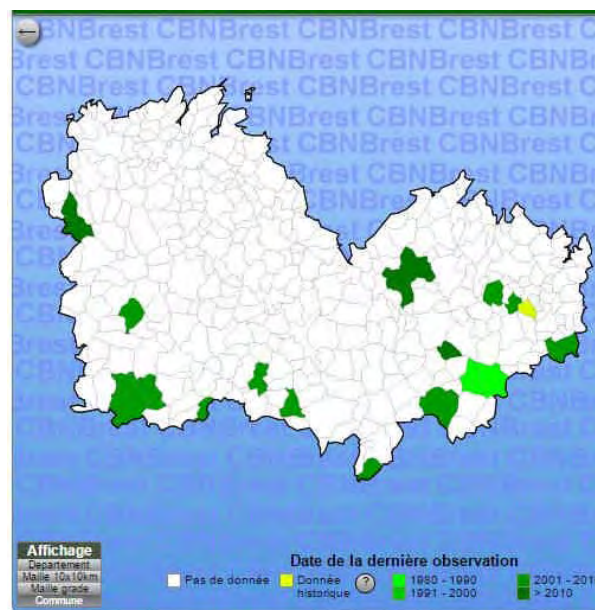 ←
CBNBrest CBNBrest CBNBrest
Affichage
Département
Maille 10x10km
Maille grade
Commune
Date de la dernière observation
Pas de donnée
Donnée historique
?
1980 - 1990
1991 - 2000
2001 - 201
> 2010